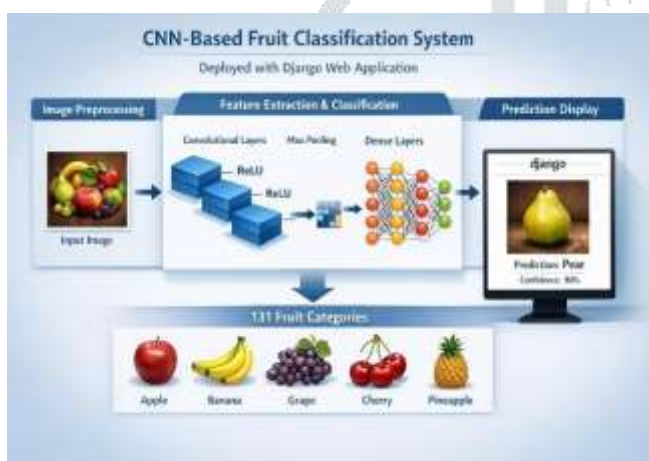 CNN-Based Fruit Classification System
Deployed with Django Web Application
Image Preprocessing
Feature Extraction & Classification
Prediction Display
Convolutional Layers
Max Pooling
Dense Layers
ReLU
ReLU
Input Image
django
Prediction: Pear
Confidence: 98%
131 Fruit Categories
Apple
Banana
Grape
Cherry
Pineapple